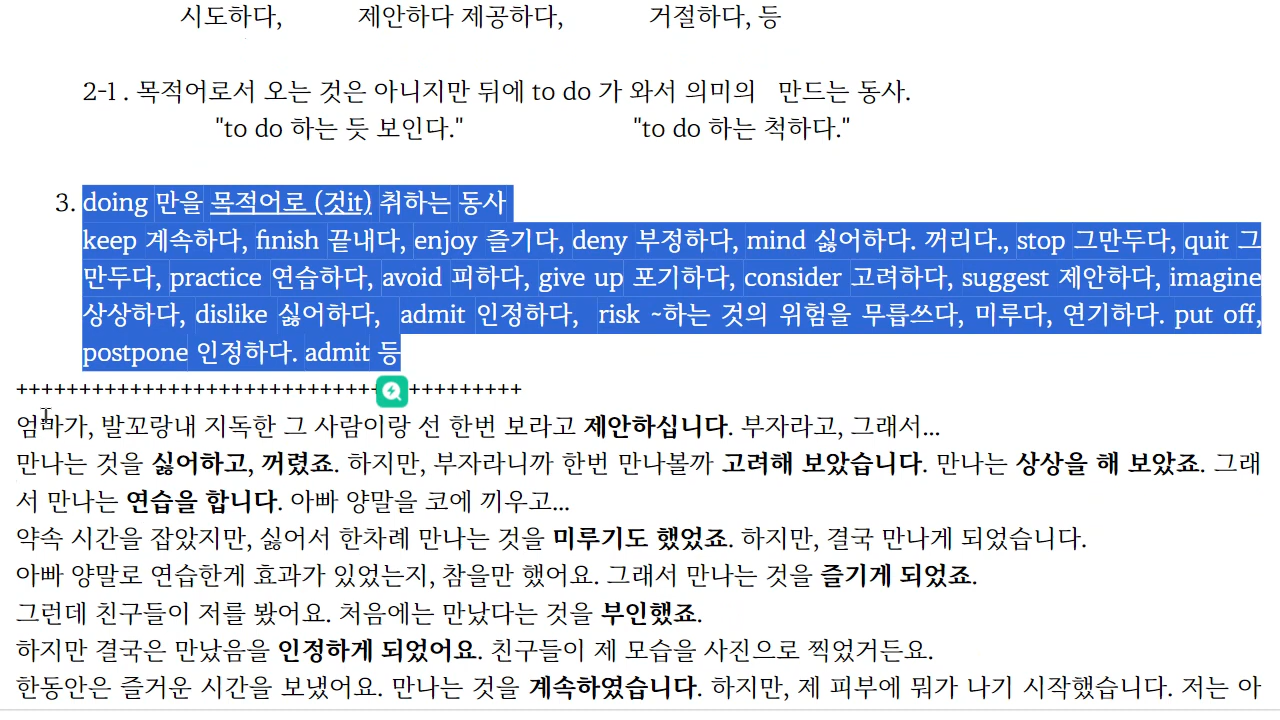 시도하다, 제안하다 제공하다, 거절하다, 등
2-1 . 목적어로서 오는 것은 아니지만 뒤에 to do 가 와서 의미의 만드는 동사.
"to do 하는 듯 보인다." "to do 하는 척하다."
3. doing 만을 목적어로 (것it) 취하는 동사
keep 계속하다, finish 끝내다, enjoy 즐기다, deny 부정하다, mind 싫어하다. 꺼리다., stop 그만두다, quit 그
만두다, practice 연습하다, avoid 피하다, give up 포기하다, consider 고려하다, suggest 제안하다, imagine
상상하다, dislike 싫어하다, admit 인정하다, risk ~하는 것의 위험을 무릅쓰다, 미루다, 연기하다. put off,
postpone 인정하다. admit 등
++++++++++++++++++++++++++++++++++++++++
엄마가, 발꼬랑내 지독한 그 사람이랑 선 한번 보라고 제안하십니다. 부자라고, 그래서...
만나는 것을 싫어하고, 꺼렸죠. 하지만, 부자라니까 한번 만나볼까 고려해 보았습니다. 만나는 상상을 해 보았죠. 그래
서 만나는 연습을 합니다. 아빠 양말을 코에 끼우고...
약속 시간을 잡았지만, 싫어서 한차례 만나는 것을 미루기도 했었죠. 하지만, 결국 만나게 되었습니다.
아빠 양말로 연습한게 효과가 있었는지, 참을만 했어요. 그래서 만나는 것을 즐기게 되었죠.
그런데 친구들이 저를 봤어요. 처음에는 만났다는 것을 부인했죠.
하지만 결국은 만났음을 인정하게 되었어요. 친구들이 제 모습을 사진으로 찍었거든요.
한동안은 즐거운 시간을 보냈어요. 만나는 것을 계속하였습니다. 하지만, 제 피부에 뭐가 나기 시작했습니다. 저는 아